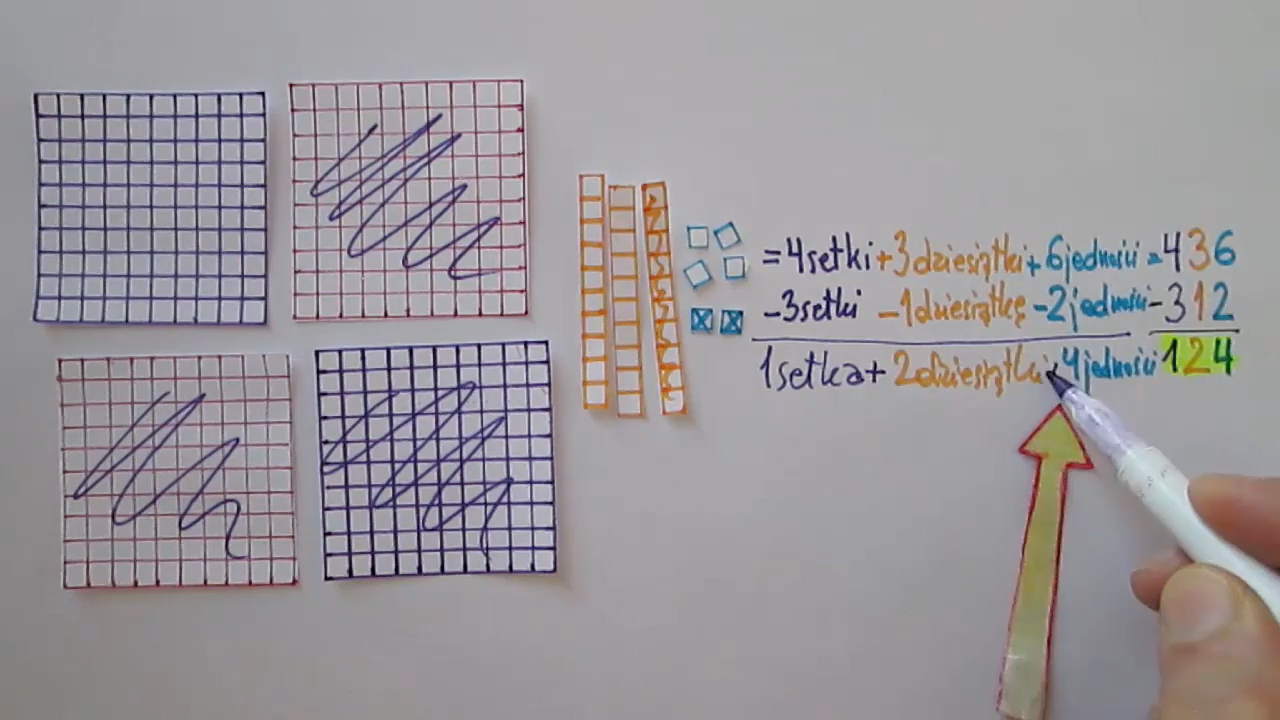 =4setki+3dziesiątki+6jedności=436
-3setki -1dziesiątkę -2jedności-312
1setka+ 2dziesiątki+4jedności 124